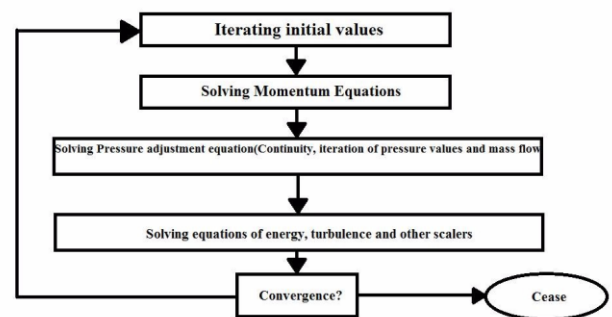 Iterating initial values
Solving Momentum Equations
Solving Pressure adjustment equation(Continuity, iteration of pressure values and mass flow
Solving equations of energy, turbulence and other scalers
Convergence?
Cease